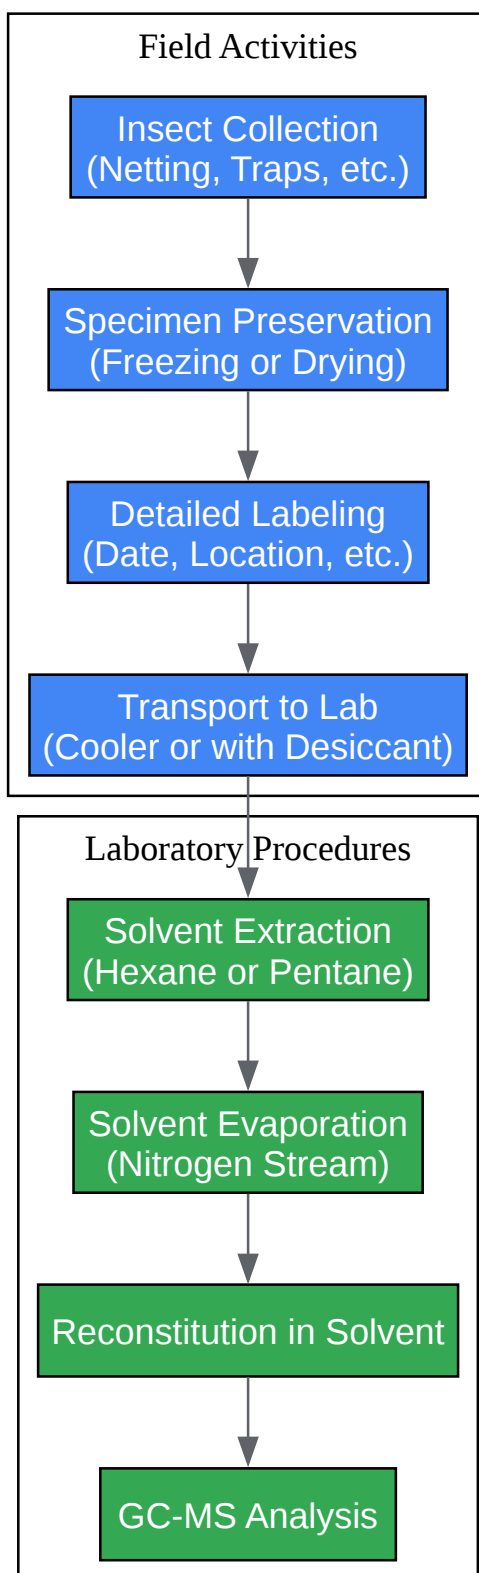 Field Activities
Insect Collection
(Netting, Traps, etc.)
Specimen Preservation
(Freezing or Drying)
Detailed Labeling
(Date, Location, etc.)
Transport to Lab
(Cooler or with Desiccant)
Laboratory Procedures
Solvent Extraction
(Hexane or Pentane)
Solvent Evaporation
(Nitrogen Stream)
Reconstitution in Solvent
GC-MS Analysis